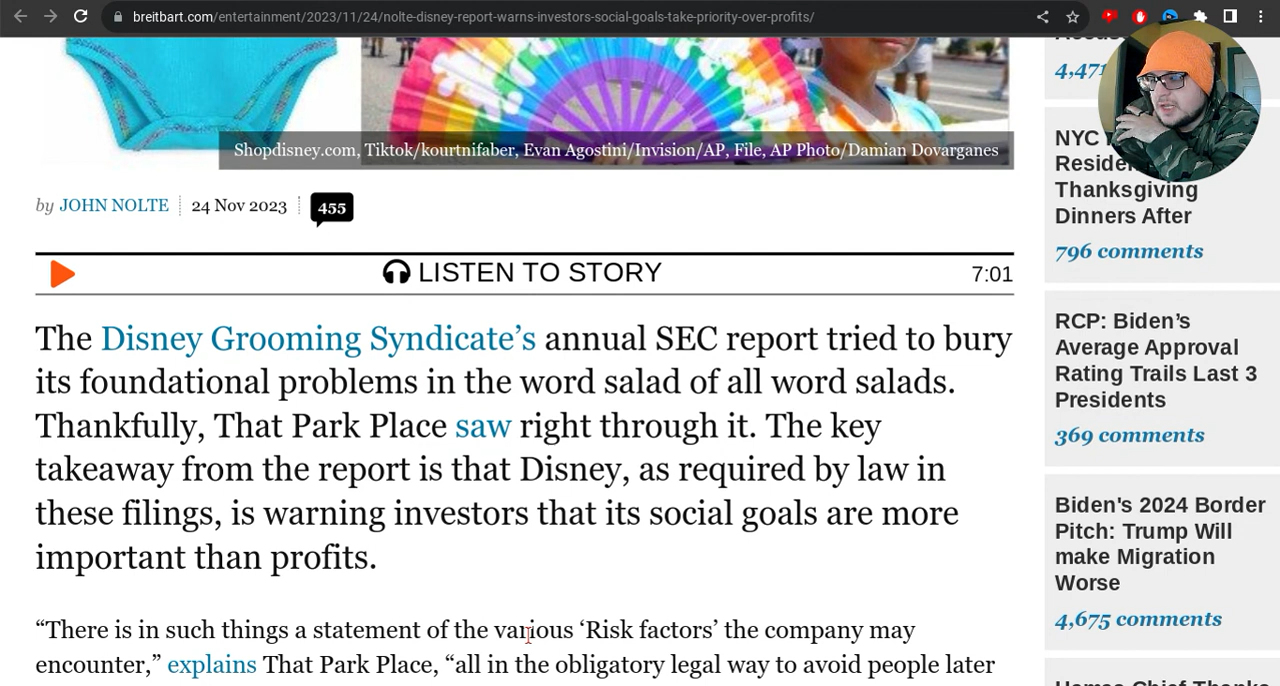 breitbart.com/entertainment/2023/11/24/nolte-disney-report-warns-investors-social-goals-take-priority-over-profits/
Shopdisney.com, Tiktok/kourtnifaber, Evan Agostini/Invision/AP, File, AP Photo/Damian Dovarganes
by JOHN NOLTE 24 Nov 2023 455
LISTEN TO STORY 7:01
The Disney Grooming Syndicate’s annual SEC report tried to bury
its foundational problems in the word salad of all word salads.
Thankfully, That Park Place saw right through it. The key
takeaway from the report is that Disney, as required by law in
these filings, is warning investors that its social goals are more
important than profits.
“There is in such things a statement of the various ‘Risk factors’ the company may
encounter,” explains That Park Place, “all in the obligatory legal way to avoid people later
NYC
Thanksgiving
Dinners After
796 comments
RCP: Biden’s
Average Approval
Rating Trails Last 3
Presidents
369 comments
Biden's 2024 Border
Pitch: Trump Will
make Migration
Worse
4,675 comments